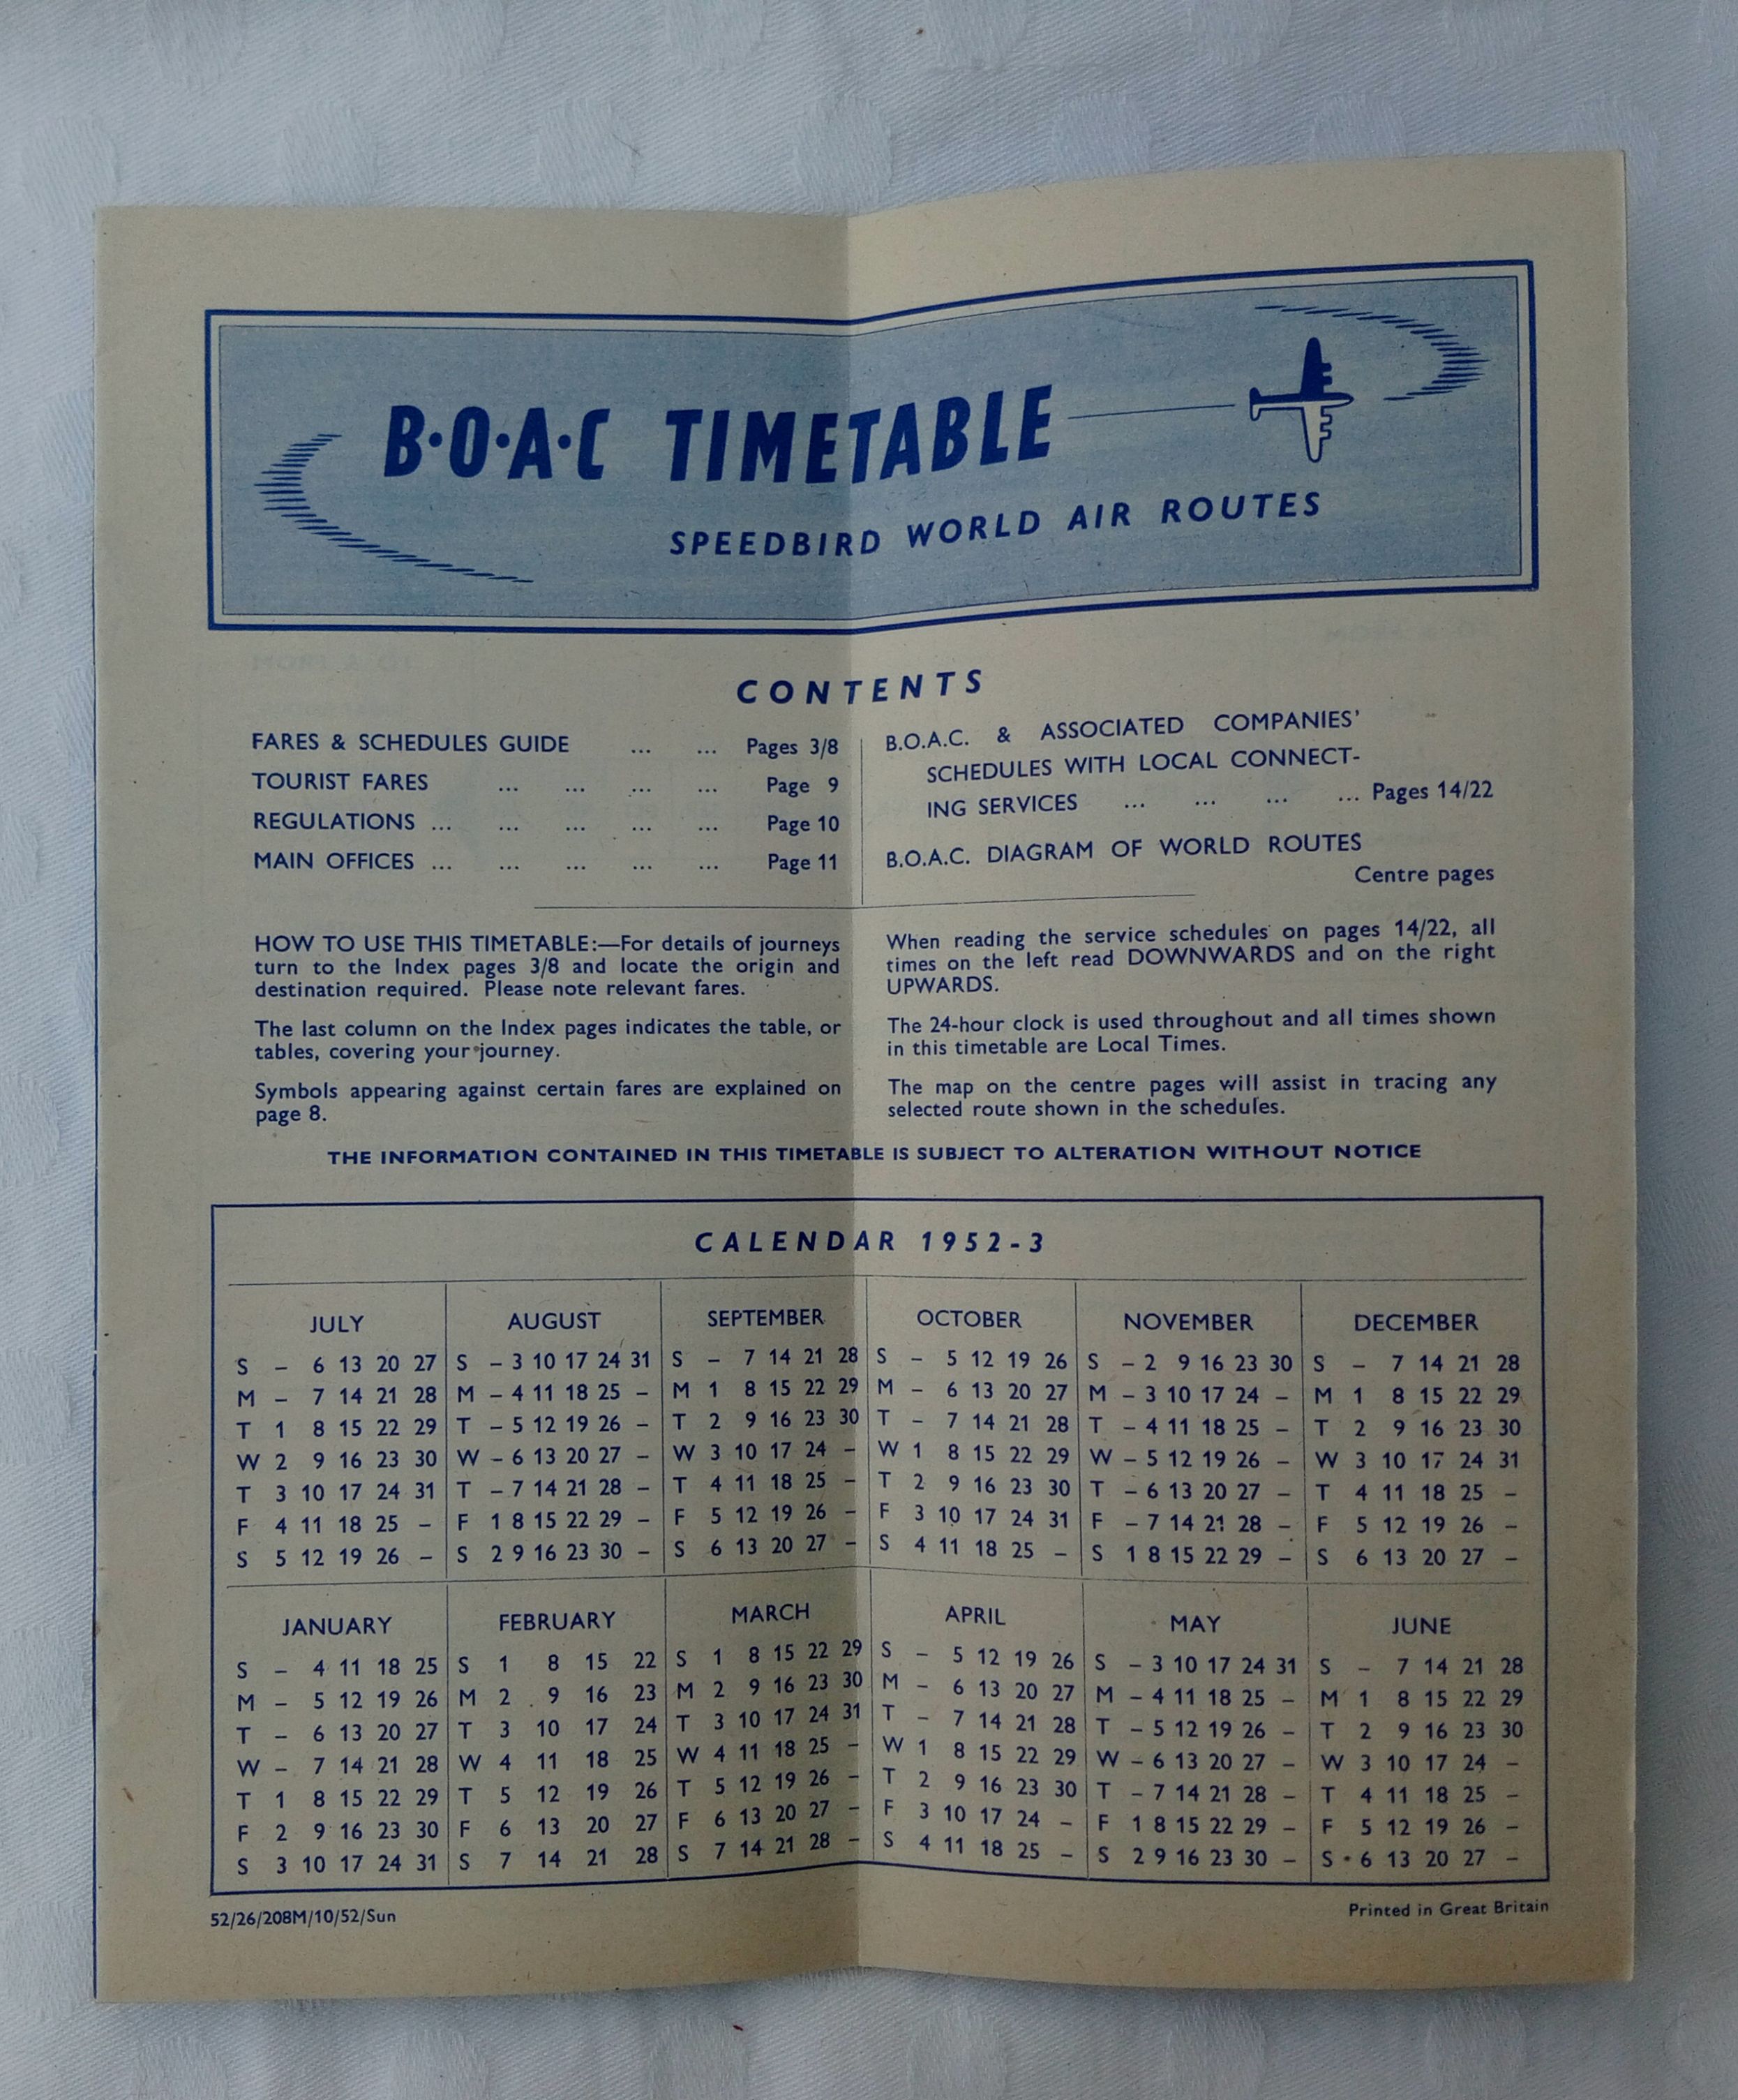 B·O·A·C TIMETABLE
SPEEDBIRD WORLD AIR ROUTES
CONTENTS
FARES & SCHEDULES GUIDE ... ... Pages 3/8
TOURIST FARES ... ... ... ... Page 9
REGULATIONS ... ... ... ... ... Page 10
MAIN OFFICES ... ... ... ... ... Page 11
B.O.A.C. & ASSOCIATED COMPANIES'
SCHEDULES WITH LOCAL CONNECT-
ING SERVICES ... ... ... ... Pages 14/22
B.O.A.C. DIAGRAM OF WORLD ROUTES
Centre pages
HOW TO USE THIS TIMETABLE:—For details of journeys
turn to the Index pages 3/8 and locate the origin and
destination required. Please note relevant fares.
The last column on the Index pages indicates the table, or
tables, covering your journey.
Symbols appearing against certain fares are explained on
page 8.
When reading the service schedules on pages 14/22, all
times on the left read DOWNWARDS and on the right
UPWARDS.
The 24-hour clock is used throughout and all times shown
in this timetable are Local Times.
The map on the centre pages will assist in tracing any
selected route shown in the schedules.
THE INFORMATION CONTAINED IN THIS TIMETABLE IS SUBJECT TO ALTERATION WITHOUT NOTICE
CALENDAR 1952-3
JULY AUGUST SEPTEMBER OCTOBER NOVEMBER DECEMBER
S – 6 13 20 27 S – 3 10 17 24 31 S – 7 14 21 28 S – 5 12 19 26 S – 2 9 16 23 30 S – 7 14 21 28
M – 7 14 21 28 M – 4 11 18 25 – M 1 8 15 22 29 M – 6 13 20 27 M – 3 10 17 24 – M 1 8 15 22 29
T 1 8 15 22 29 T – 5 12 19 26 – T 2 9 16 23 30 T – 7 14 21 28 T – 4 11 18 25 – T 2 9 16 23 30
W 2 9 16 23 30 W – 6 13 20 27 – W 3 10 17 24 – W 1 8 15 22 29 W – 5 12 19 26 – W 3 10 17 24 31
T 3 10 17 24 31 T – 7 14 21 28 – T 4 11 18 25 – T 2 9 16 23 30 T – 6 13 20 27 – T 4 11 18 25 –
F 4 11 18 25 – F 1 8 15 22 29 – F 5 12 19 26 – F 3 10 17 24 31 F – 7 14 21 28 – F 5 12 19 26 –
S 5 12 19 26 – S 2 9 16 23 30 – S 6 13 20 27 – S 4 11 18 25 – S 1 8 15 22 29 – S 6 13 20 27 –
JANUARY FEBRUARY MARCH APRIL MAY JUNE
S – 4 11 18 25 S 1 8 15 22 S 1 8 15 22 29 S – 5 12 19 26 S – 3 10 17 24 31 S – 7 14 21 28
M – 5 12 19 26 M 2 9 16 23 M 2 9 16 23 30 M – 6 13 20 27 M – 4 11 18 25 – M 1 8 15 22 29
T – 6 13 20 27 T 3 10 17 24 T 3 10 17 24 31 T – 7 14 21 28 T – 5 12 19 26 – T 2 9 16 23 30
W – 7 14 21 28 W 4 11 18 25 W 4 11 18 25 – W 1 8 15 22 29 W – 6 13 20 27 – W 3 10 17 24 –
T 1 8 15 22 29 T 5 12 19 26 T 5 12 19 26 – T 2 9 16 23 30 T – 7 14 21 28 – T 4 11 18 25 –
F 2 9 16 23 30 F 6 13 20 27 F 6 13 20 27 – F 3 10 17 24 – F 1 8 15 22 29 – F 5 12 19 26 –
S 3 10 17 24 31 S 7 14 21 28 S 7 14 21 28 – S 4 11 18 25 – S 2 9 16 23 30 – S 6 13 20 27 –
52/26/208M/10/52/Sun
Printed in Great Britain